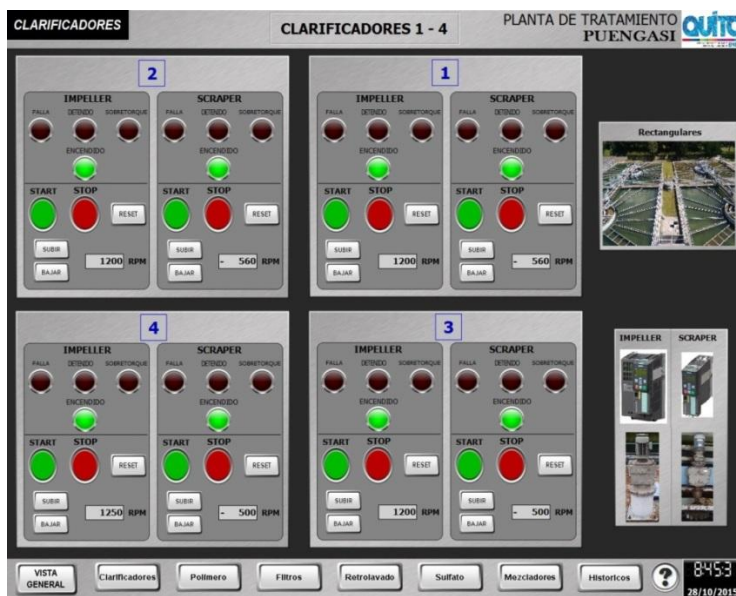 CLARIFICADORES
CLARIFICADORES 1 - 4
PLANTA DE TRATAMIENTO
PUENGASI
QUITO
2
IMPELLER SCRAPER
FALLA DETENIDO SOBRETORQUE FALLA DETENIDO SOBRETORQUE
ENCENDIDO ENCENDIDO
START STOP START STOP
RESET RESET
SUBIR SUBIR
1200 RPM - 560 RPM
BAJAR BAJAR
1
IMPELLER SCRAPER
FALLA DETENIDO SOBRETORQUE FALLA DETENIDO SOBRETORQUE
ENCENDIDO ENCENDIDO
START STOP START STOP
RESET RESET
SUBIR SUBIR
1200 RPM - 560 RPM
BAJAR BAJAR
Rectangulares
4
IMPELLER SCRAPER
FALLA DETENIDO SOBRETORQUE FALLA DETENIDO SOBRETORQUE
ENCENDIDO ENCENDIDO
START STOP START STOP
RESET RESET
SUBIR SUBIR
1250 RPM - 500 RPM
BAJAR BAJAR
3
IMPELLER SCRAPER
FALLA DETENIDO SOBRETORQUE FALLA DETENIDO SOBRETORQUE
ENCENDIDO ENCENDIDO
START STOP START STOP
RESET RESET
SUBIR SUBIR
1200 RPM - 500 RPM
BAJAR BAJAR
IMPELLER SCRAPER
VISTA GENERAL
Clarificadores
Polimero
Filtros
Retrolavado
Sulfato
Mezcladores
Historicos
?
8:45:3
28/10/2015